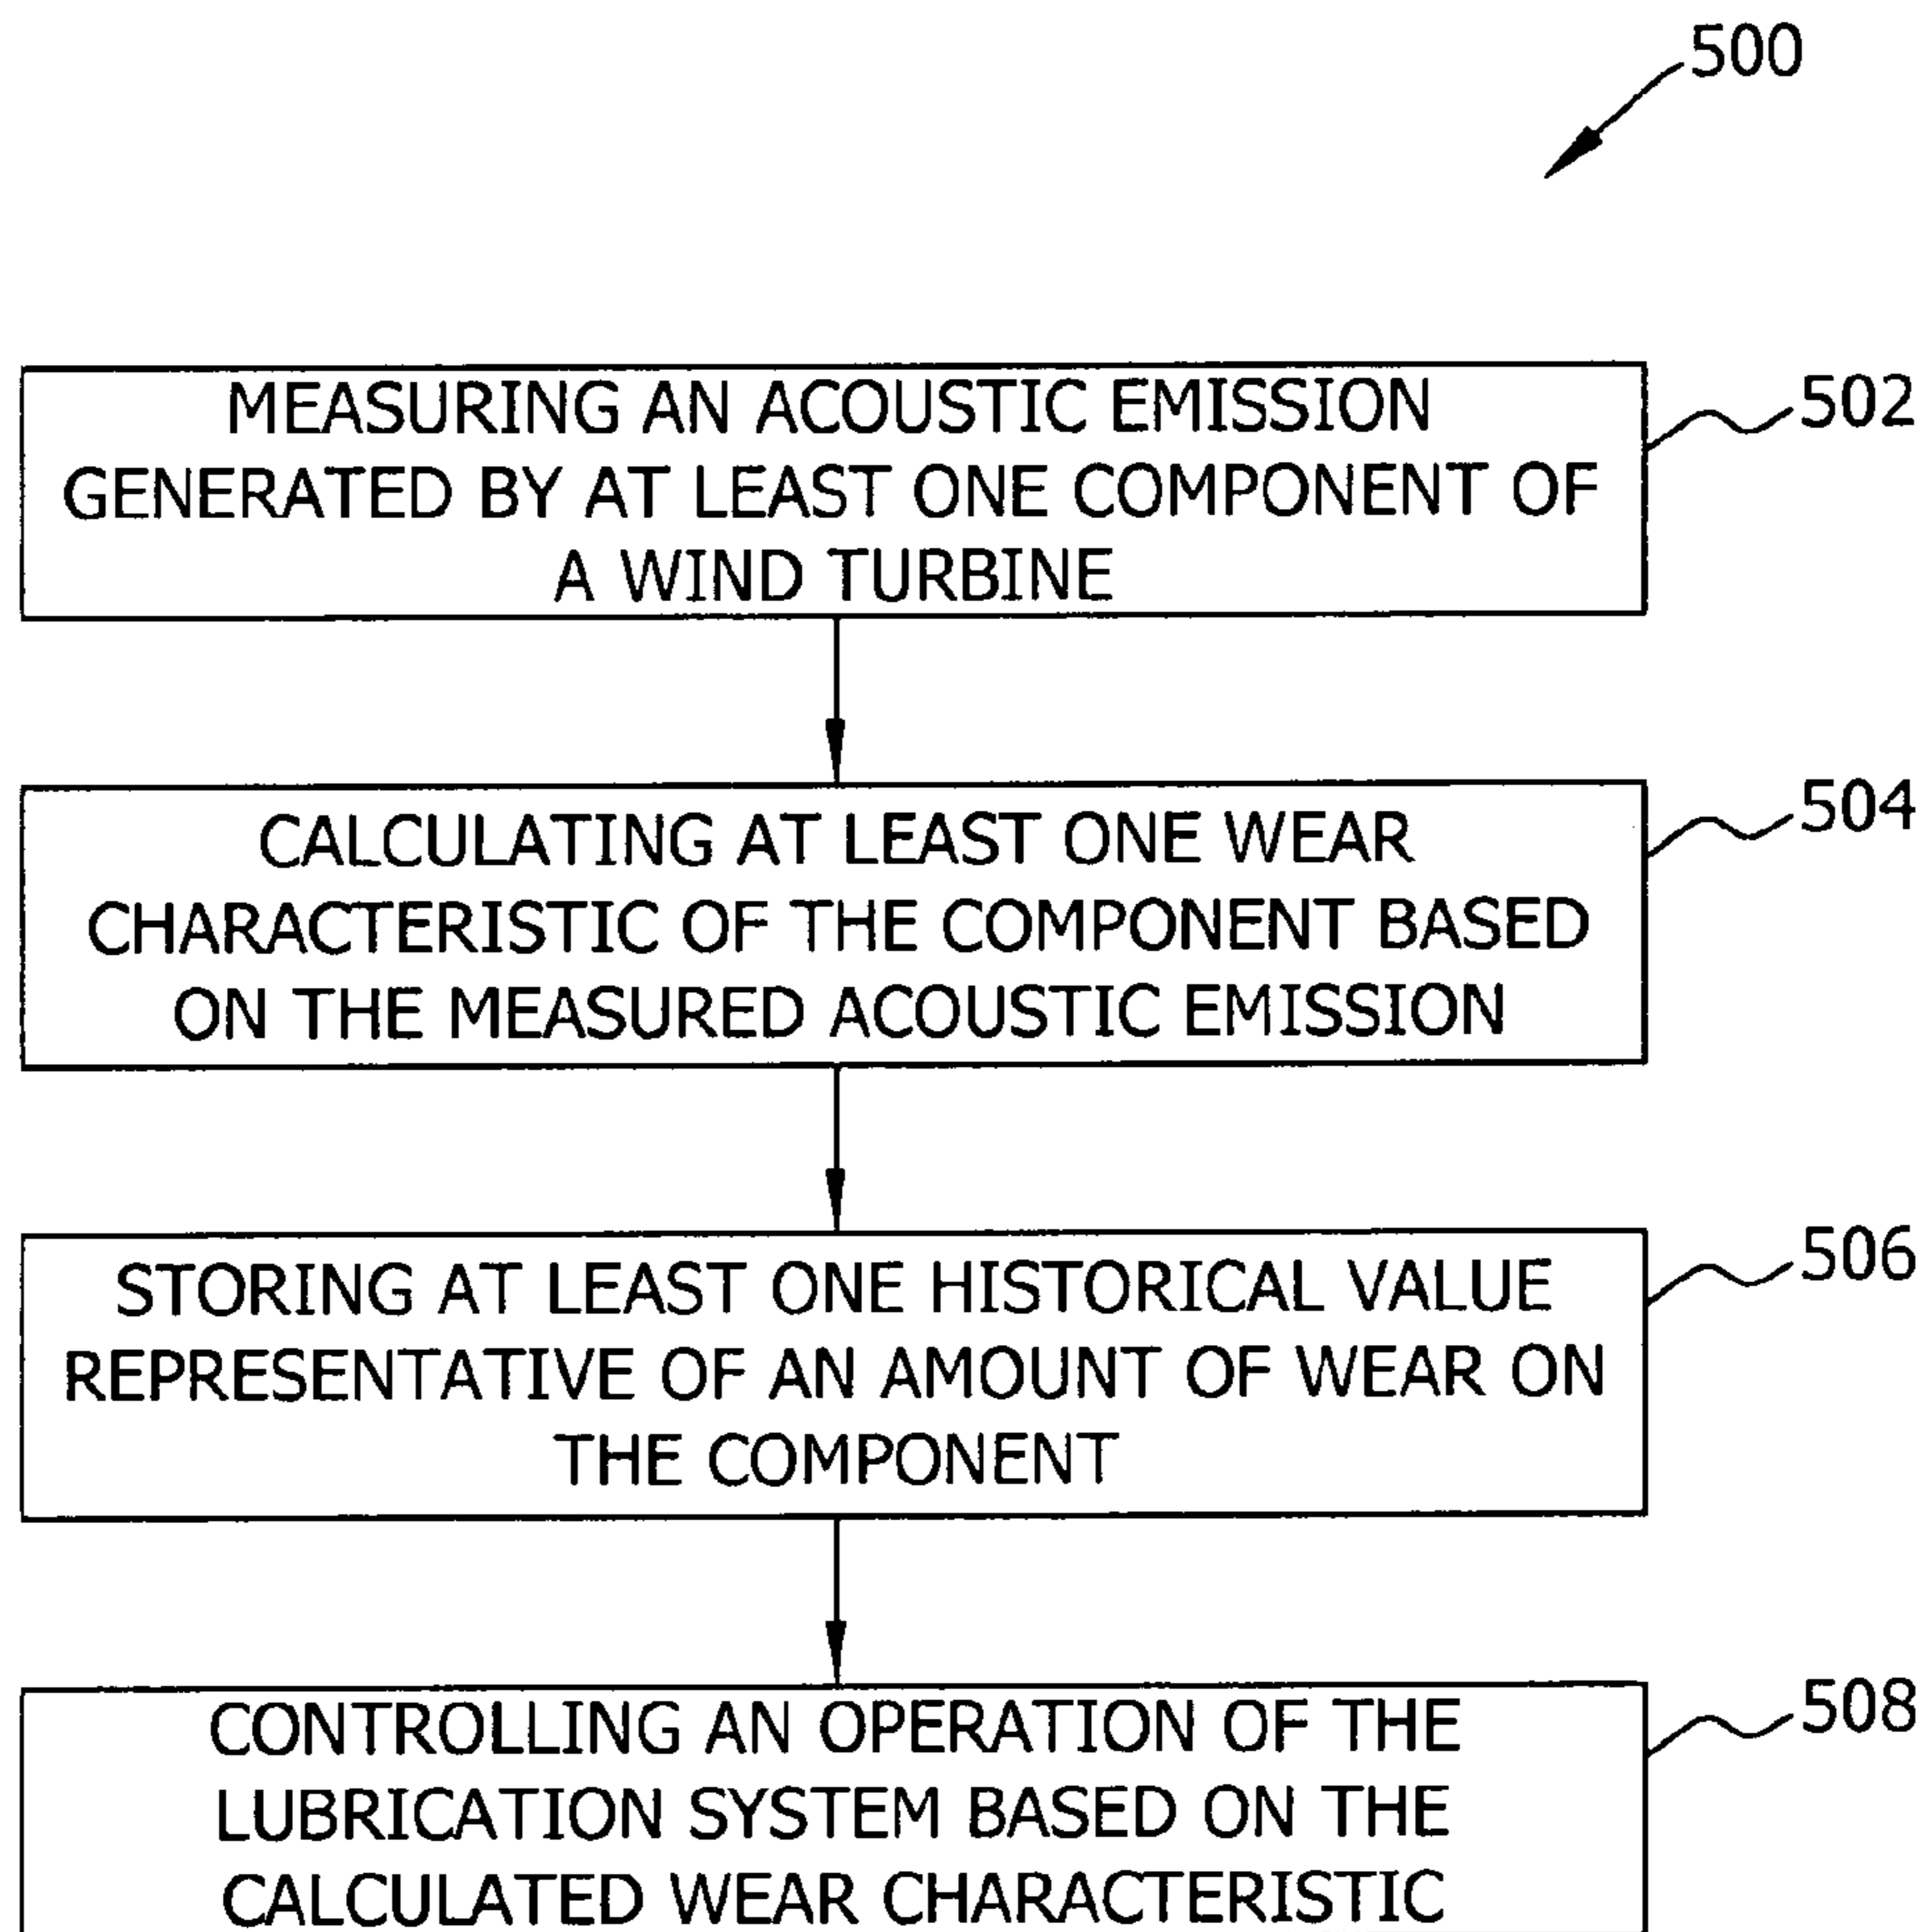 500
MEASURING AN ACOUSTIC EMISSION
GENERATED BY AT LEAST ONE COMPONENT OF
A WIND TURBINE
502
CALCULATING AT LEAST ONE WEAR
CHARACTERISTIC OF THE COMPONENT BASED
ON THE MEASURED ACOUSTIC EMISSION
504
STORING AT LEAST ONE HISTORICAL VALUE
REPRESENTATIVE OF AN AMOUNT OF WEAR ON
THE COMPONENT
506
CONTROLLING AN OPERATION OF THE
LUBRICATION SYSTEM BASED ON THE
CALCULATED WEAR CHARACTERISTIC
508